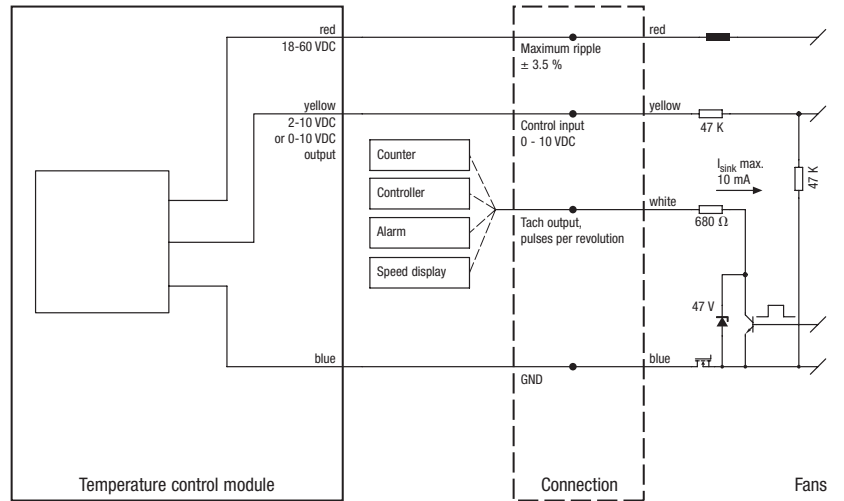 red
18-60 VDC
Maximum ripple
± 3.5 %
red
yellow
2-10 VDC
or 0-10 VDC
output
Control input
0 - 10 VDC
yellow
47 K
47 K
Counter
Controller
Alarm
Speed display
Tach output,
pulses per revolution
white
680 Ω
Isink max.
10 mA
47 V
blue
GND
blue
Temperature control module
Connection
Fans